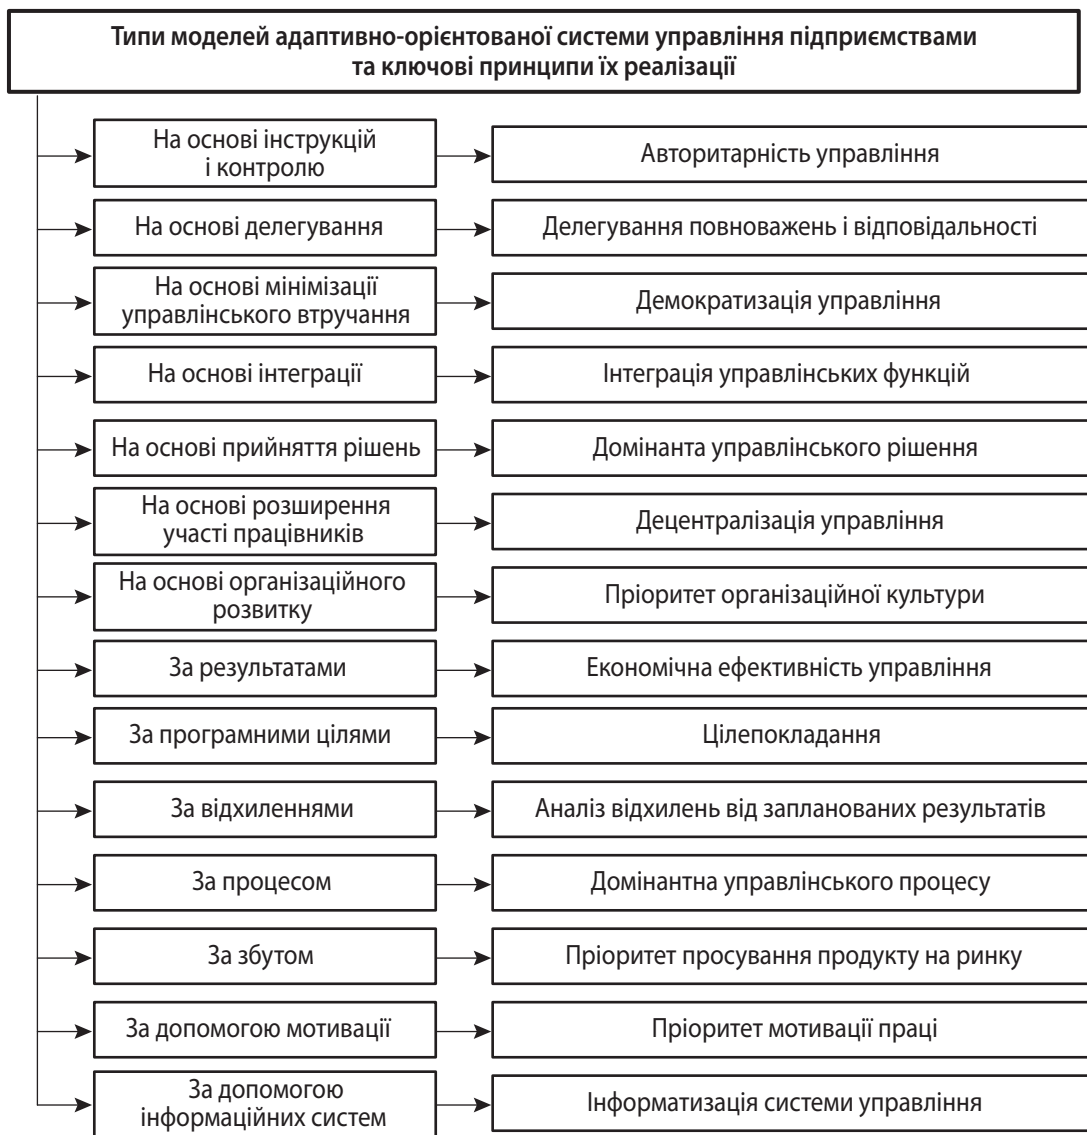 Типи моделей адаптивно-орієнтованої системи управління підприємствами
та ключові принципи їх реалізації
На основі інструкцій
і контролю
Авторитарність управління
На основі делегування
Делегування повноважень і відповідальності
На основі мінімізації
управлінського втручання
Демократизація управління
На основі інтеграції
Інтеграція управлінських функцій
На основі прийняття рішень
Домінанта управлінського рішення
На основі розширення
участі працівників
Децентралізація управління
На основі організаційного
розвитку
Пріоритет організаційної культури
За результатами
Економічна ефективність управління
За програмними цілями
Цілепокладання
За відхиленнями
Аналіз відхилень від запланованих результатів
За процесом
Домінантна управлінського процесу
За збутом
Пріоритет просування продукту на ринку
За допомогою мотивації
Пріоритет мотивації праці
За допомогою
інформаційних систем
Інформатизація системи управління